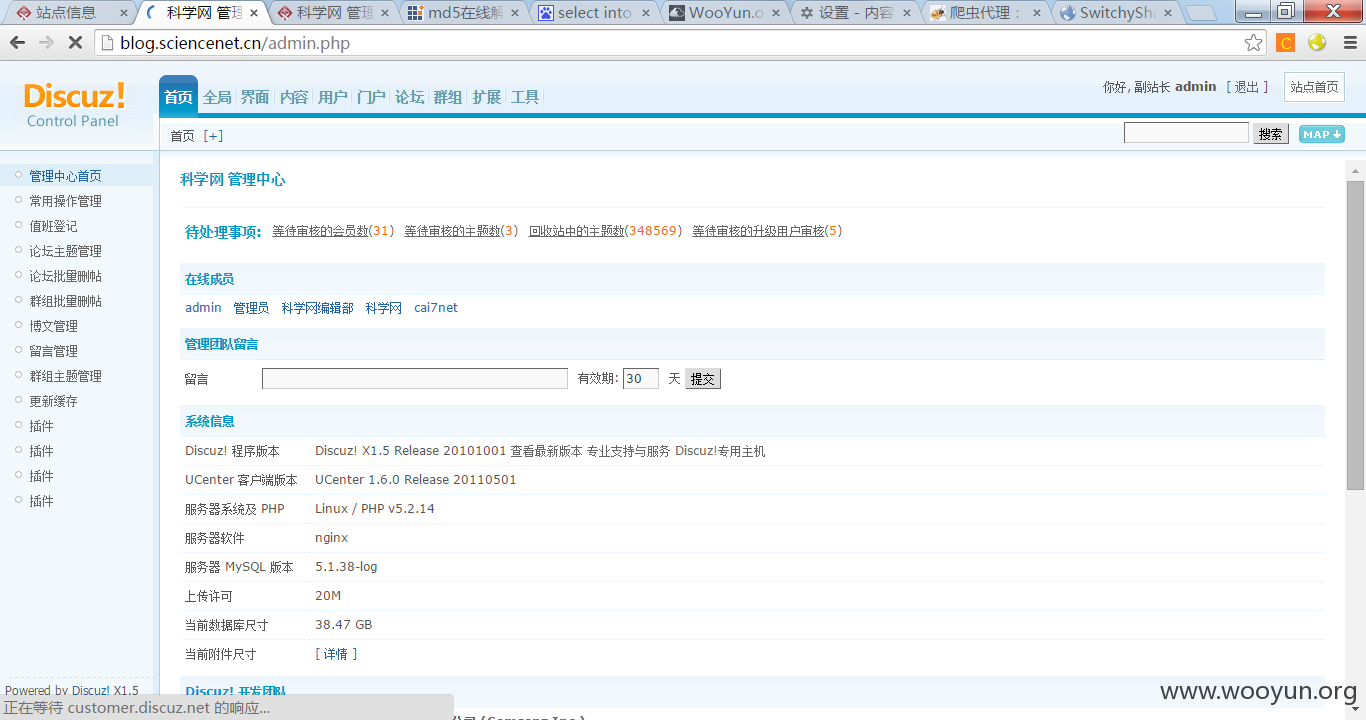 站点信息
科学网 管理
科学网 管理
md5在线解
select into
WooYun.o
设置 - 内容
爬虫代理：
SwitchySha
blog.sciencenet.cn/admin.php
Discuz!
Control Panel
首页 全局 界面 内容 用户 门户 论坛 群组 扩展 工具
你好, 副站长 admin [ 退出 ]
站点首页
首页 [+]
搜索
MAP
管理中心首页
常用操作管理
值班登记
论坛主题管理
论坛批量删帖
群组批量删帖
博文管理
留言管理
群组主题管理
更新缓存
插件
插件
插件
插件
科学网 管理中心
待处理事项: 等待审核的会员数(31) 等待审核的主题数(3) 回收站中的主题数(348569) 等待审核的升级用户审核(5)
在线成员
admin 管理员 科学网编辑部 科学网 cai7net
管理团队留言
留言 有效期: 30 天 提交
系统信息
Discuz! 程序版本 Discuz! X1.5 Release 20101001 查看最新版本 专业支持与服务 Discuz!专用主机
UCenter 客户端版本 UCenter 1.6.0 Release 20110501
服务器系统及 PHP Linux / PHP v5.2.14
服务器软件 nginx
服务器 MySQL 版本 5.1.38-log
上传许可 20M
当前数据库尺寸 38.47 GB
当前附件尺寸 [ 详情 ]
Discuz! 开发团队
Powered by Discuz! X1.5
正在等待 customer.discuz.net 的响应...
公司 (Comsenz Inc.)
www.wooyun.org